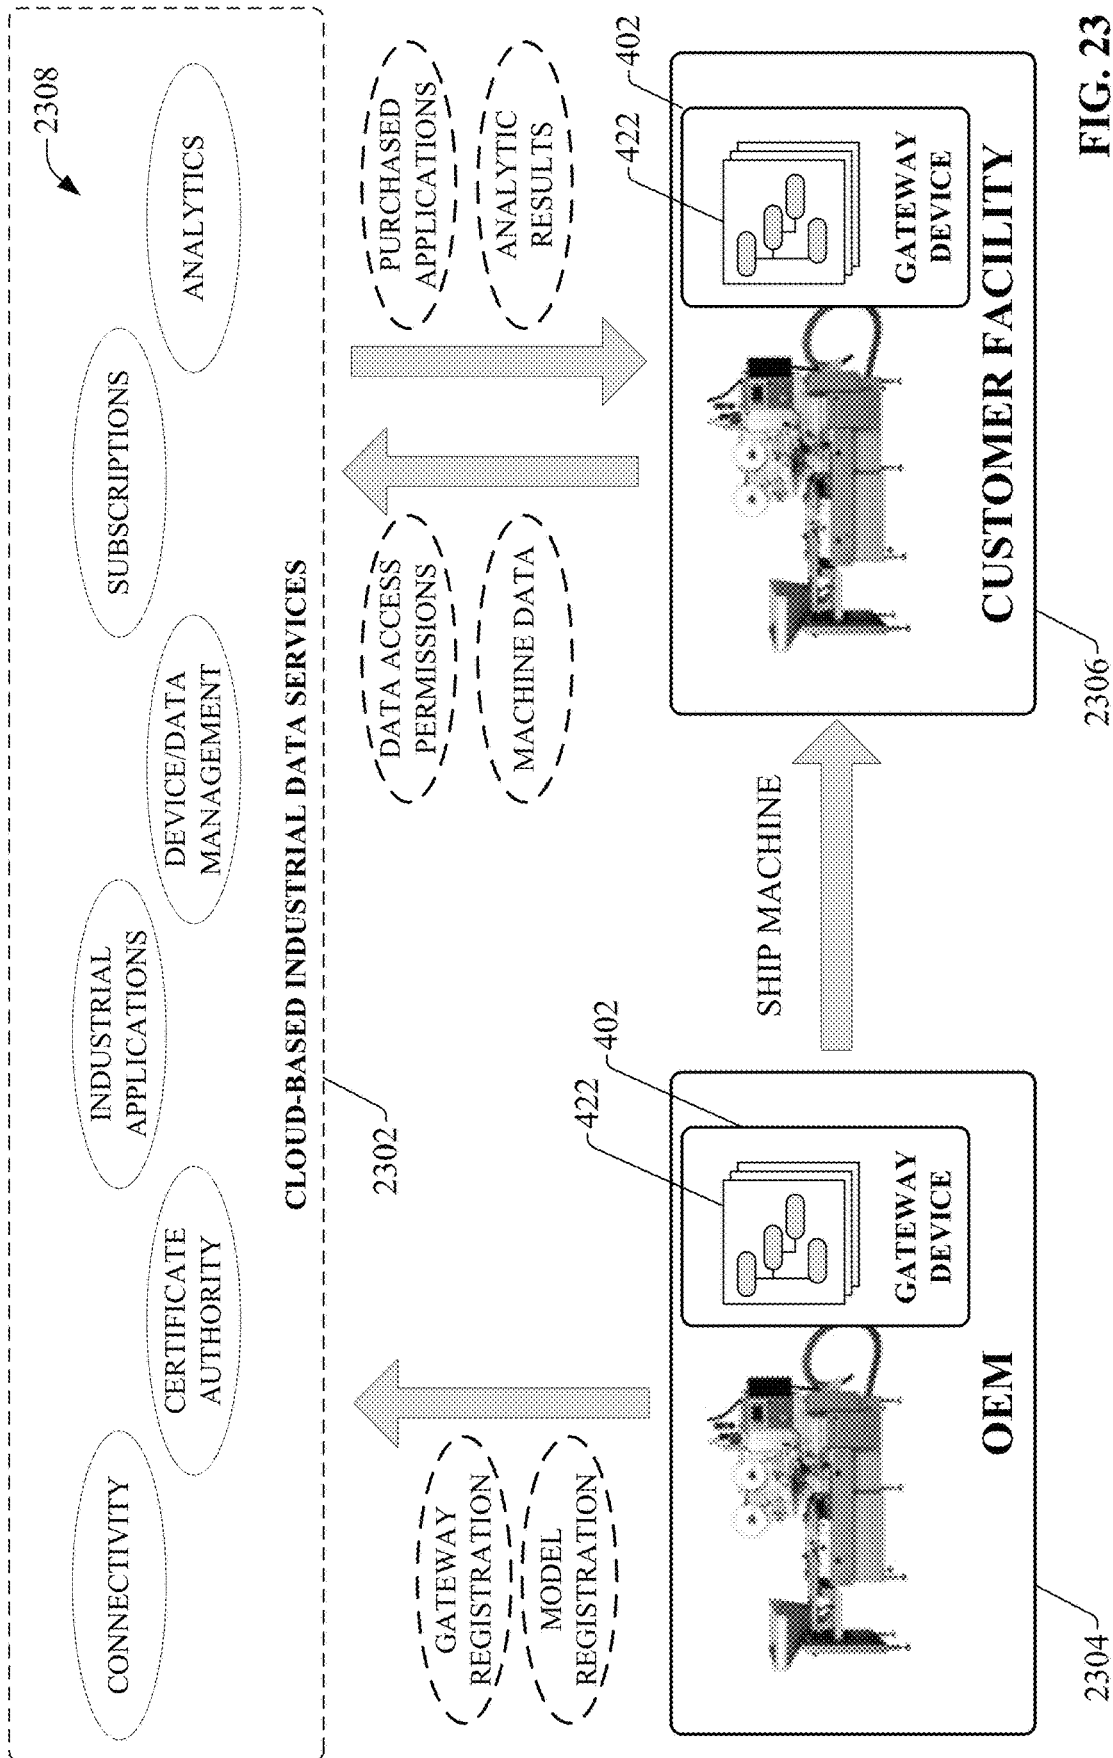 2308
CONNECTIVITY
CERTIFICATE
AUTHORITY
INDUSTRIAL
APPLICATIONS
DEVICE/DATA
MANAGEMENT
SUBSCRIPTIONS
ANALYTICS
CLOUD-BASED INDUSTRIAL DATA SERVICES
2302
GATEWAY
REGISTRATION
MODEL
REGISTRATION
DATA ACCESS
PERMISSIONS
MACHINE DATA
PURCHASED
APPLICATIONS
ANALYTIC
RESULTS
422
402
GATEWAY
DEVICE
OEM
2304
SHIP MACHINE
422
402
GATEWAY
DEVICE
CUSTOMER FACILITY
2306
FIG. 23